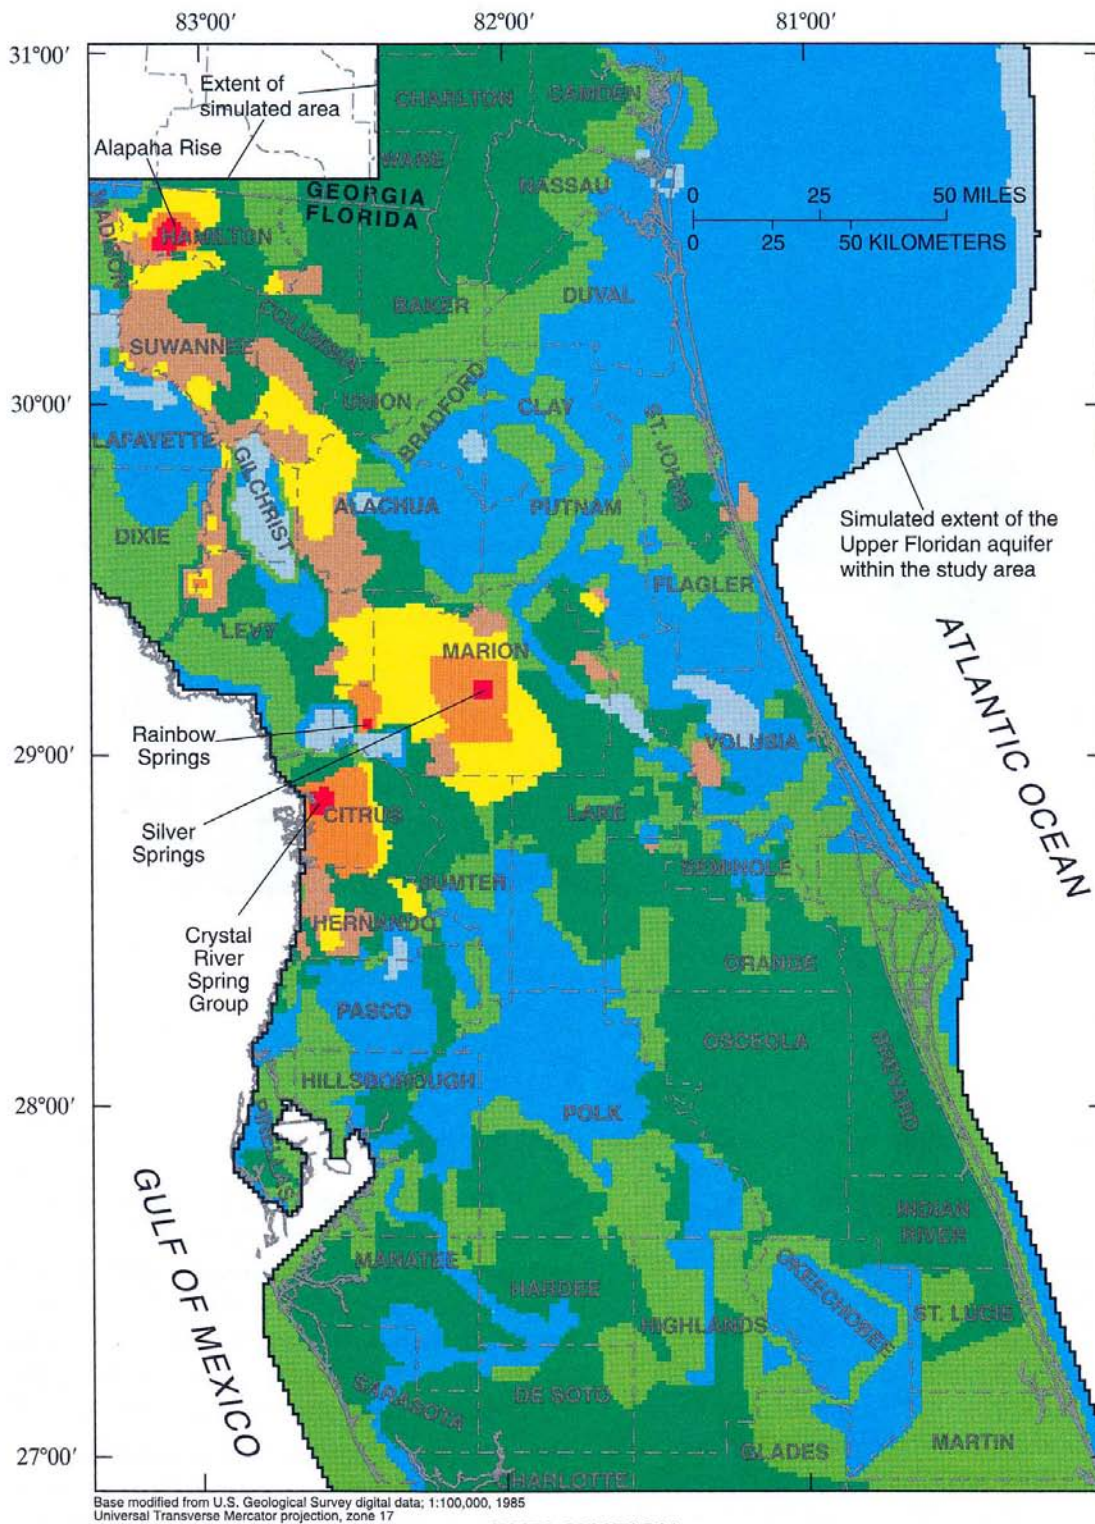 83°00′
82°00′
81°00′
31°00′
30°00′
29°00′
28°00′
27°00′
Extent of
simulated area
Alapaha Rise
CHARLTON
CAMDEN
WARE
NASSAU
GEORGIA
FLORIDA
0 25 50 MILES
0 25 50 KILOMETERS
MADISON
HAMILTON
DUVAL
BAKER
COLUMBIA
SUWANNEE
UNION
BRADFORD
CLAY
ST. JOHNS
LAFAYETTE
GILCHRIST
ALACHUA
PUTNAM
DIXIE
Simulated extent of the
Upper Floridan aquifer
within the study area
FLAGLER
LEVY
MARION
ATLANTIC OCEAN
Rainbow
Springs
VOLUSIA
Silver
Springs
CITRUS
LAKE
SEMINOLE
SUMTER
HERNANDO
Crystal
River
Spring
Group
ORANGE
PASCO
OSCEOLA
BREVARD
HILLSBOROUGH
POLK
PINELLAS
GULF OF MEXICO
INDIAN
RIVER
MANATEE
HARDEE
OKEECHOBEE
HIGHLANDS
ST. LUCIE
SARASOTA
DE SOTO
GLADES
MARTIN
CHARLOTTE
Base modified from U.S. Geological Survey digital data; 1:100,000, 1985
Universal Transverse Mercator projection, zone 17